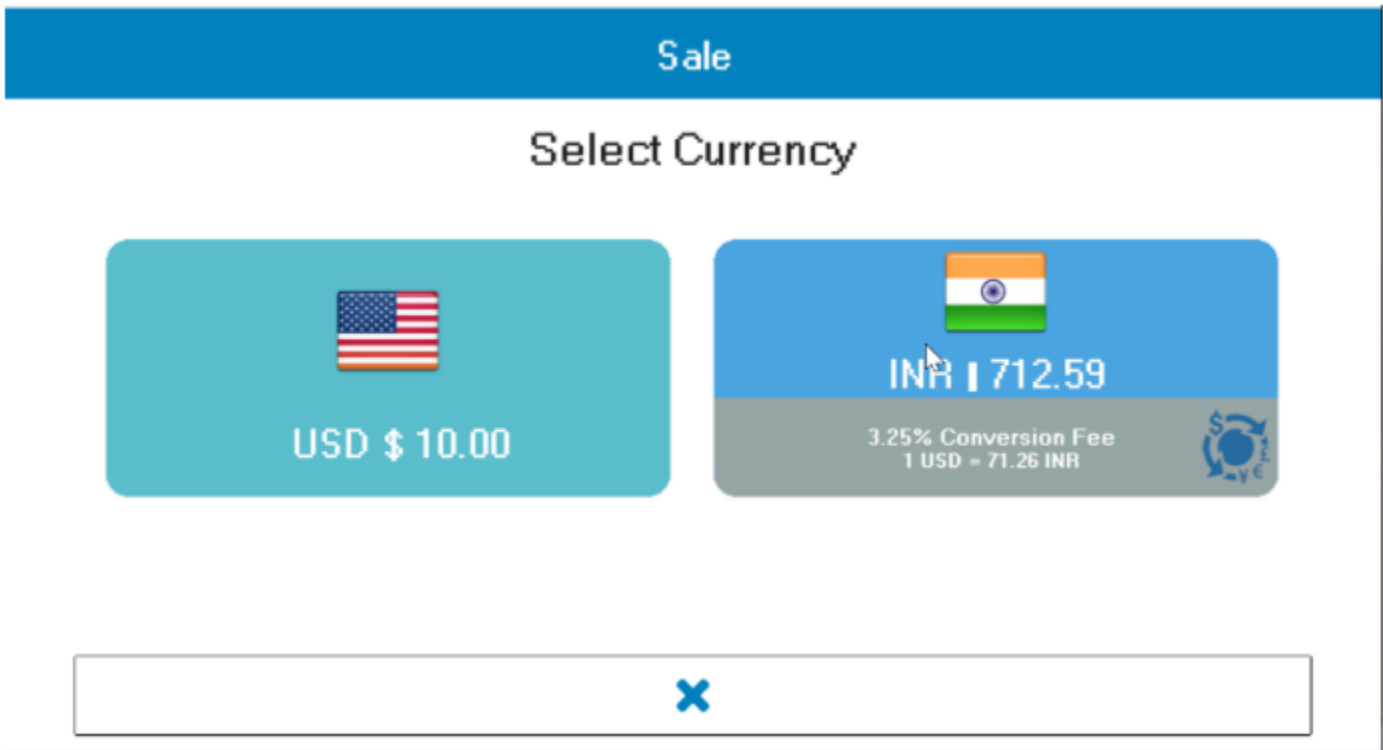 Sale
Select Currency
USD $ 10.00
INR ‖ 712.59
3.25% Conversion Fee
1 USD = 71.26 INR